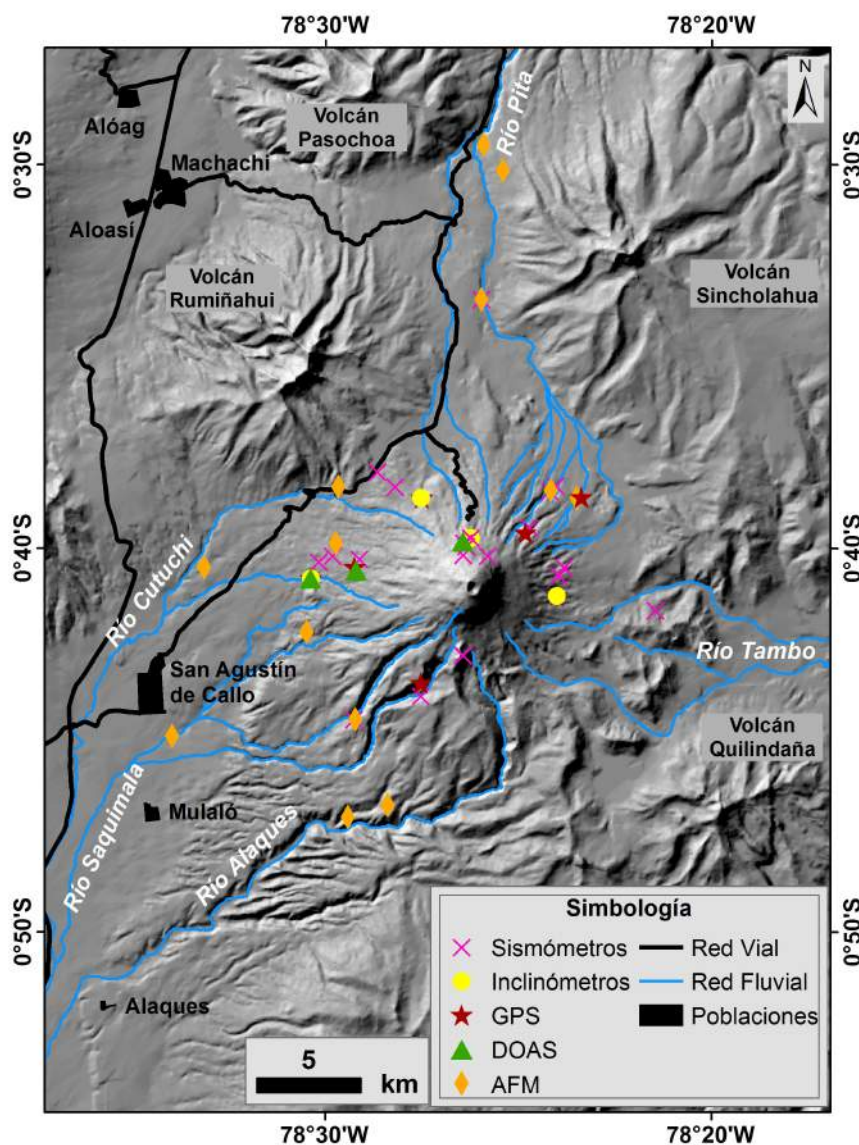 78°30'W
78°20'W
N
Alóag
Volcán
Pasochoa
Río Pita
0°30'S
0°30'S
Machachi
Aloasí
Volcán
Rumiñahui
Volcán
Sincholahua
0°40'S
0°40'S
Río Cutuchi
Río Tambo
San Agustín
de Callo
Volcán
Quilindaña
Río Saquimala
Mulaló
Río Alaques
0°50'S
0°50'S
Alaques
Simbología
Sismómetros
Red Vial
Inclinómetros
Red Fluvial
GPS
Poblaciones
DOAS
AFM
5
km
78°30'W
78°20'W